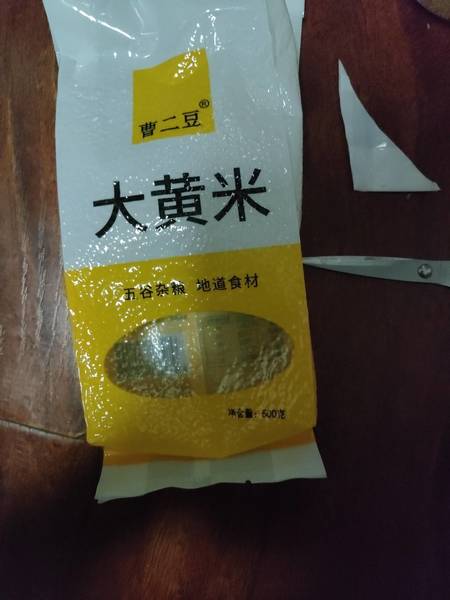 曹二豆®
大黄米
五谷杂粮 地道食材
净含量：500克